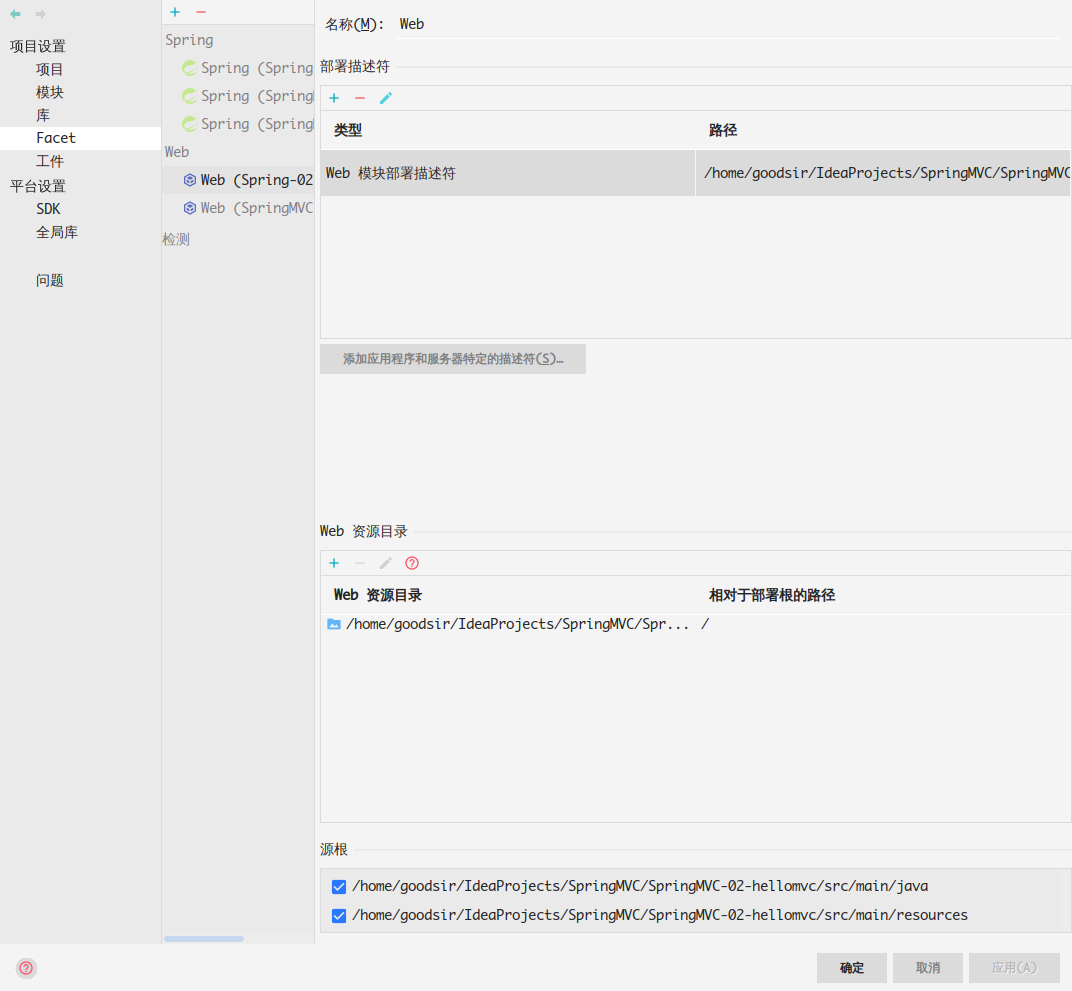 项目设置
项目
模块
库
Facet
工件
平台设置
SDK
全局库
问题
Spring
Spring (Spring
Spring (Spring
Spring (Spring
Web
Web (Spring-02
Web (SpringMVC
检测
名称(M): Web
部署描述符
类型 路径
Web 模块部署描述符 /home/goodsir/IdeaProjects/SpringMVC/SpringMVC
添加应用程序和服务器特定的描述符(S)…
Web 资源目录
Web 资源目录 相对于部署根的路径
/home/goodsir/IdeaProjects/SpringMVC/Spr... /
源根
/home/goodsir/IdeaProjects/SpringMVC/SpringMVC-02-hellomvc/src/main/java
/home/goodsir/IdeaProjects/SpringMVC/SpringMVC-02-hellomvc/src/main/resources
确定 取消 应用(A)